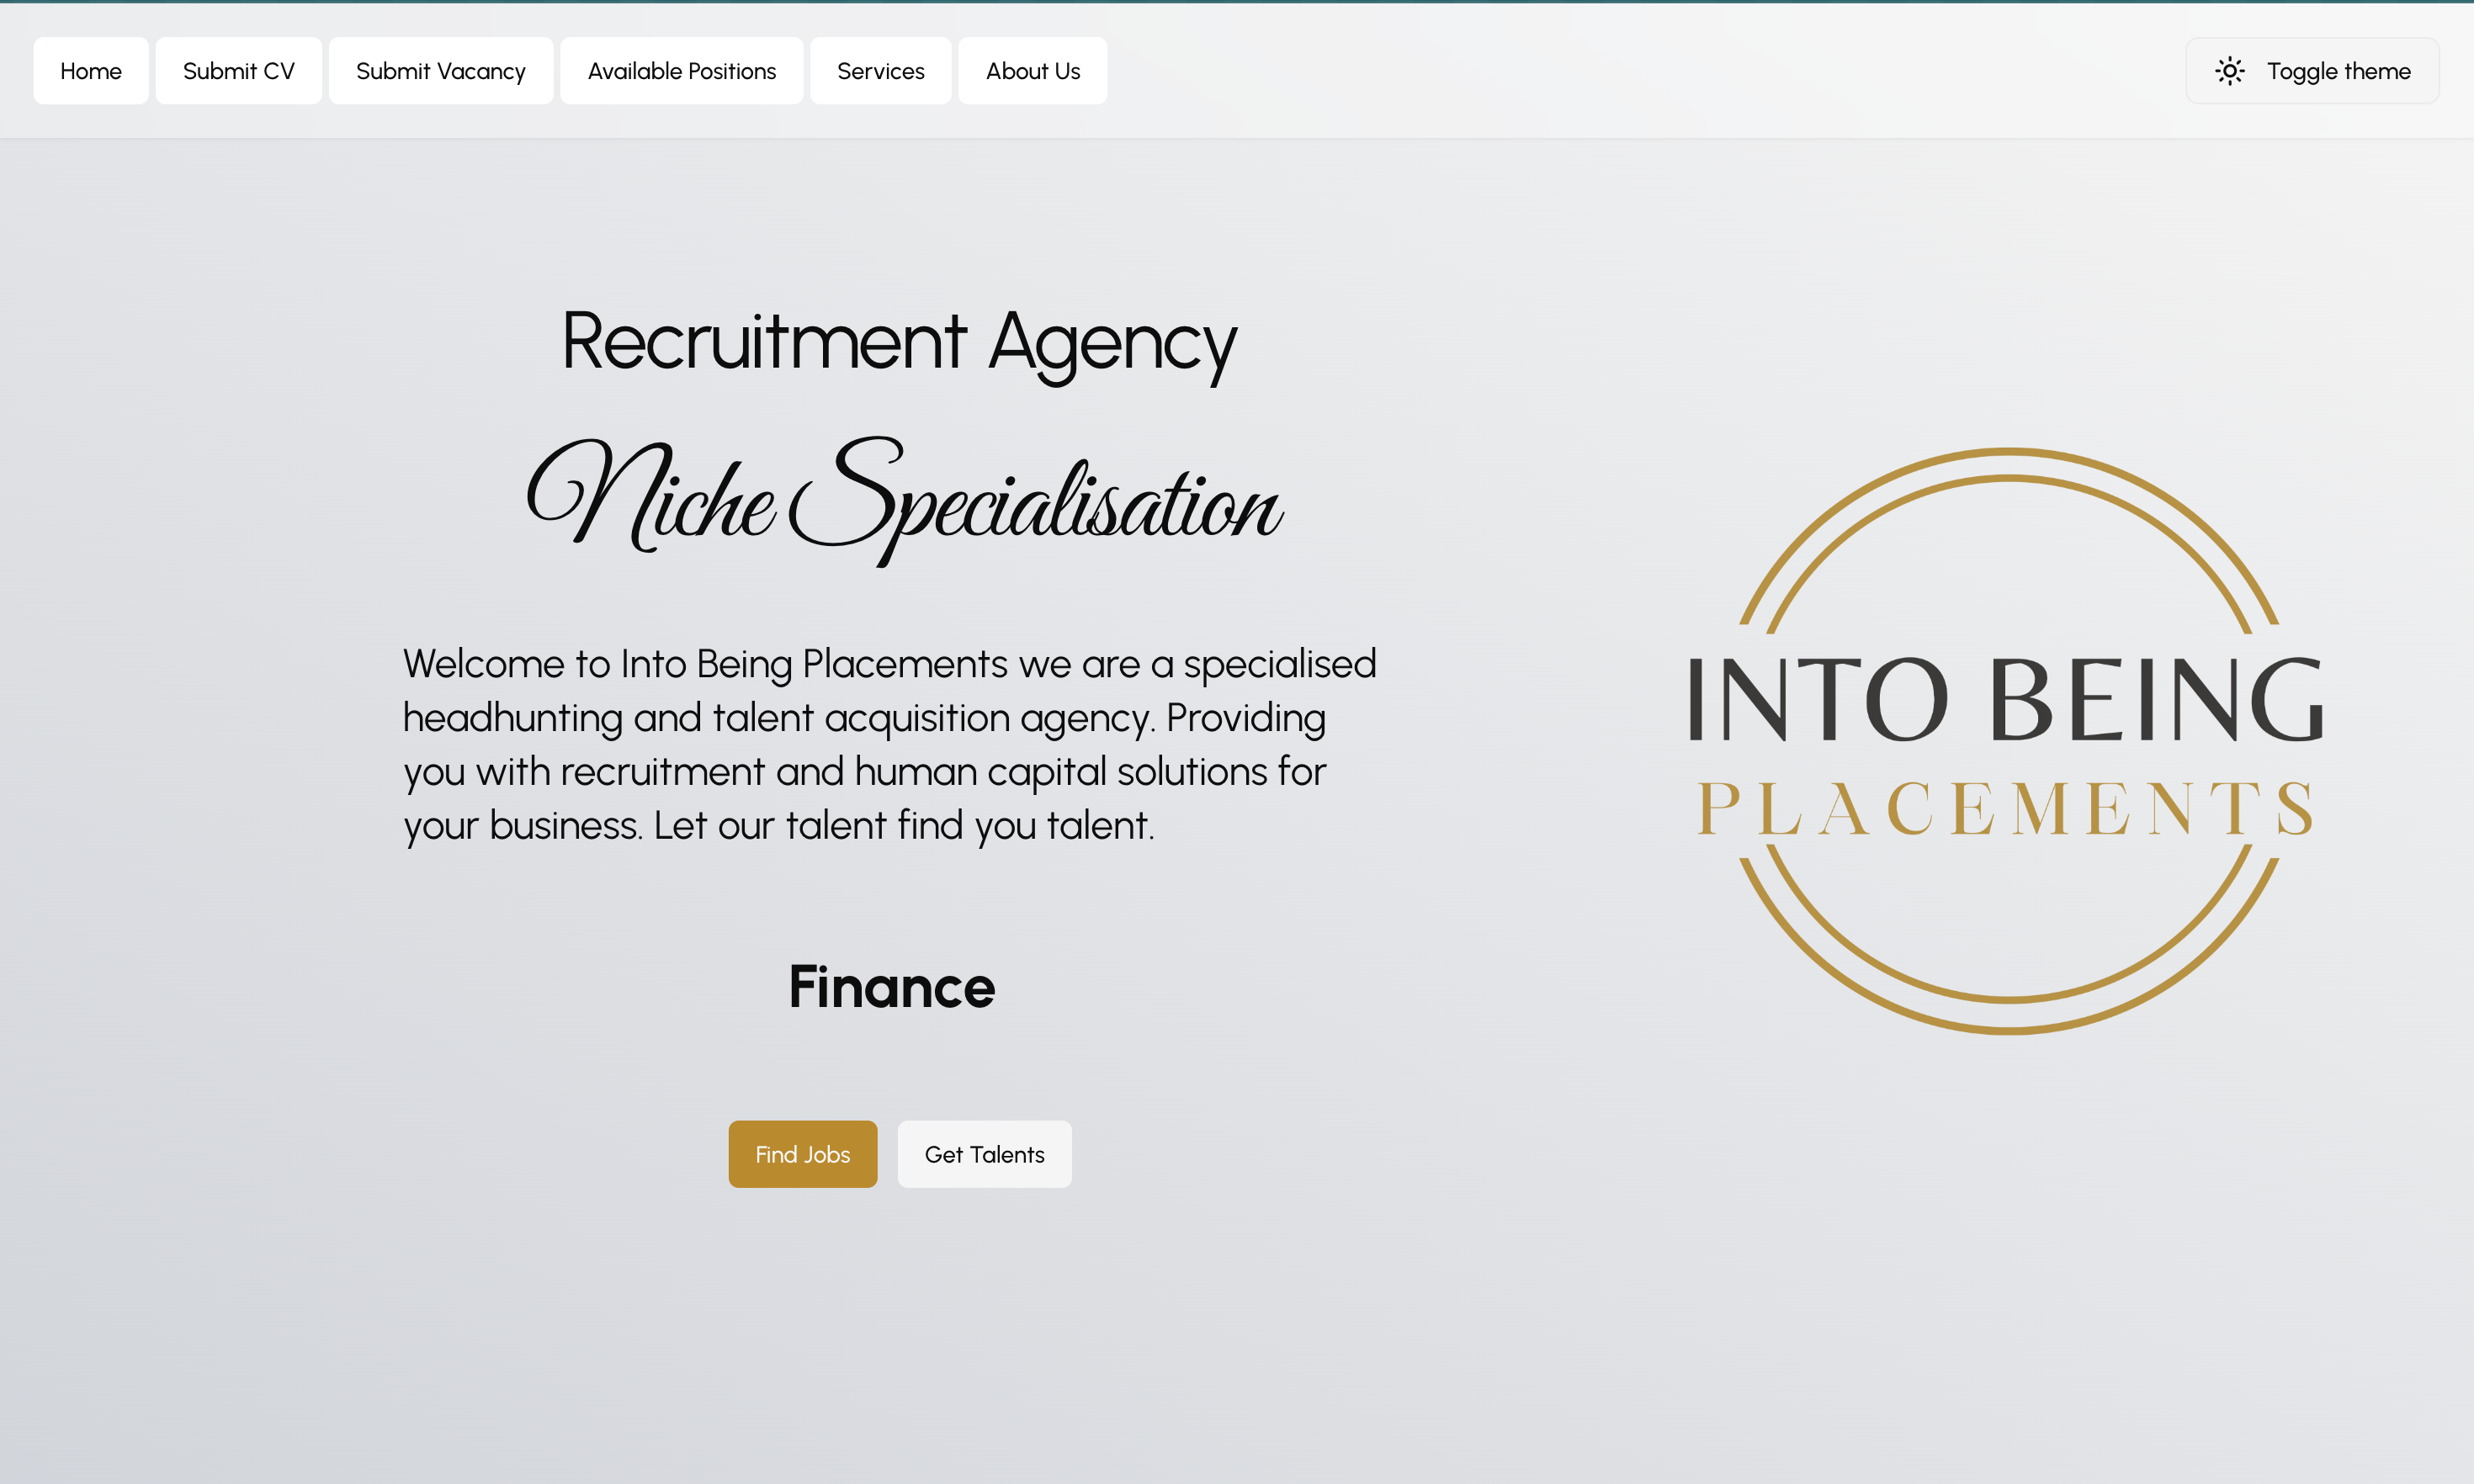 Home
Submit CV
Submit Vacancy
Available Positions
Services
About Us
Toggle theme
Recruitment Agency
Niche Specialisation
Welcome to Into Being Placements we are a specialised
headhunting and talent acquisition agency. Providing
you with recruitment and human capital solutions for
your business. Let our talent find you talent.
Finance
Find Jobs
Get Talents
INTO BEING
PLACEMENTS